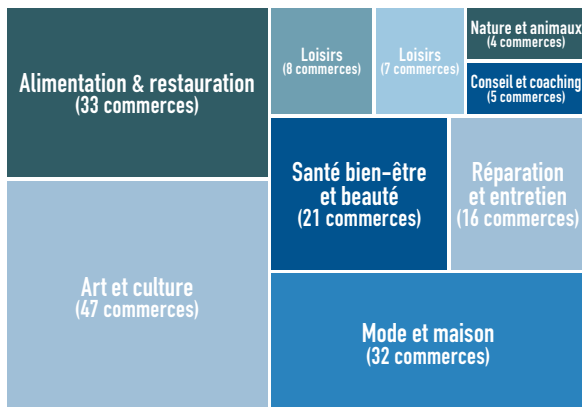 Alimentation & restauration
(33 commerces)
Loisirs
(8 commerces)
Loisirs
(7 commerces)
Nature et animaux
(4 commerces)
Conseil et coaching
(5 commerces)
Santé bien-être
et beauté
(21 commerces)
Réparation
et entretien
(16 commerces)
Art et culture
(47 commerces)
Mode et maison
(32 commerces)